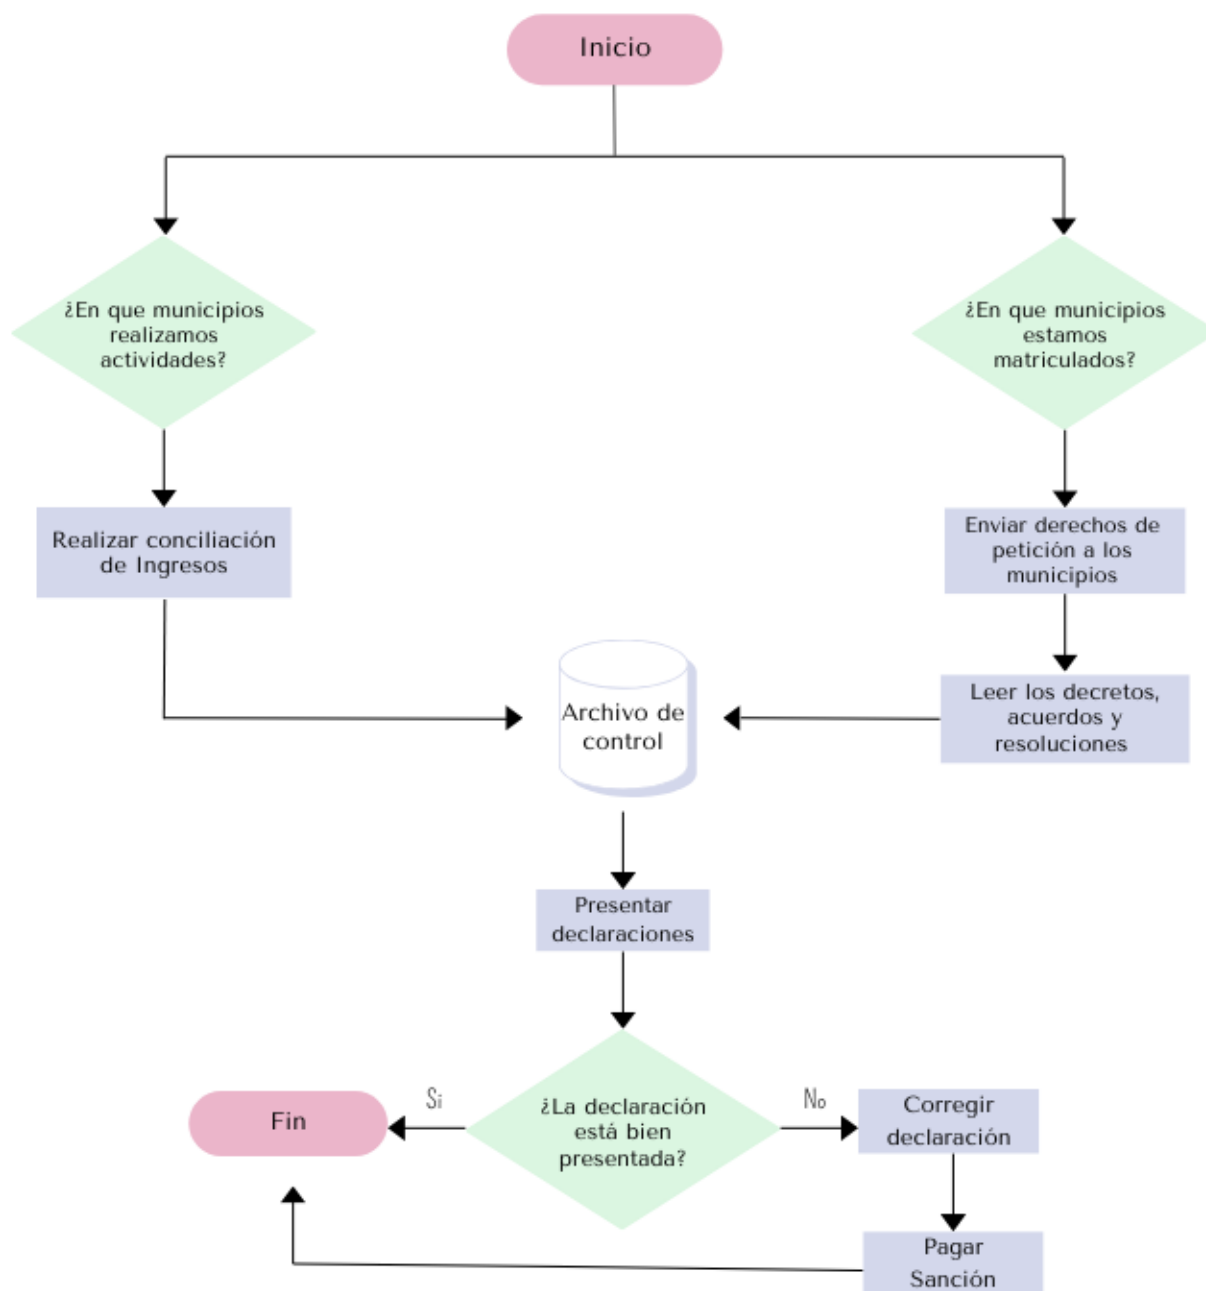 Inicio
¿En que municipios
realizamos
actividades?
¿En que municipios
estamos
matriculados?
Realizar conciliación
de Ingresos
Enviar derechos de
petición a los
municipios
Leer los decretos,
acuerdos y
resoluciones
Archivo de
control
Presentar
declaraciones
¿La declaración
está bien
presentada?
Si
No
Fin
Corregir
declaración
Pagar
Sanción